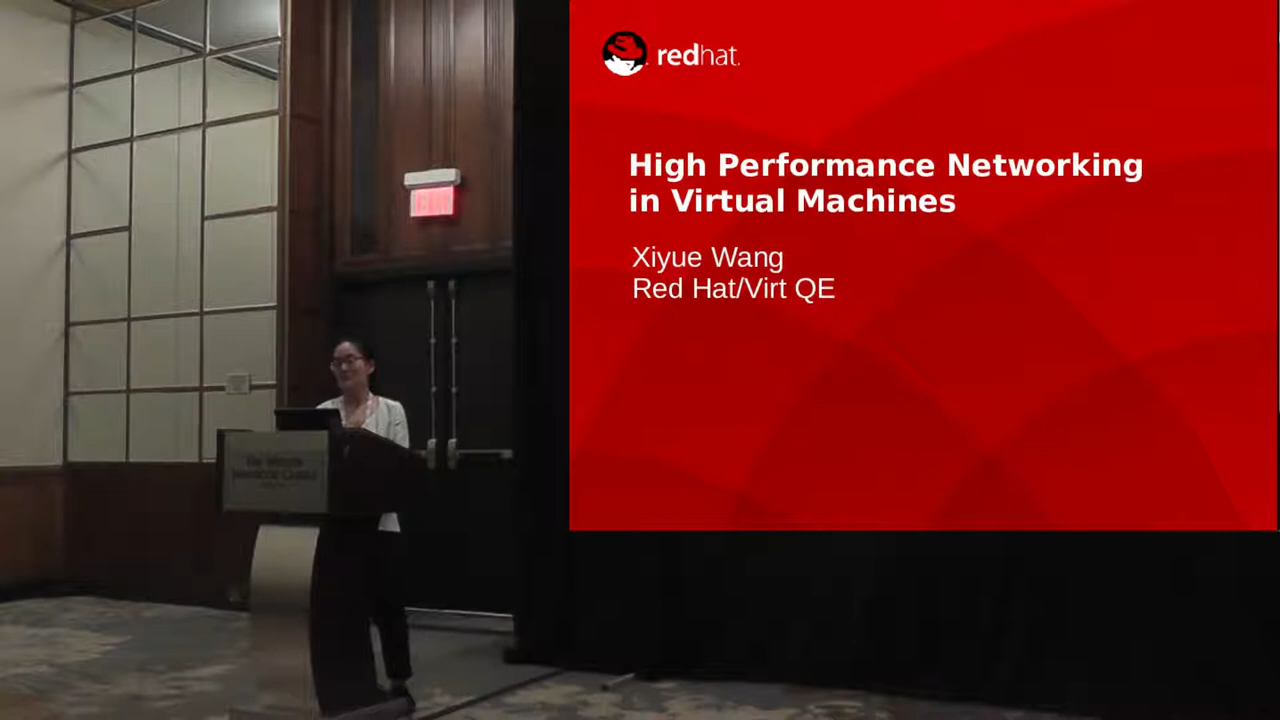 redhat.
High Performance Networking
in Virtual Machines
Xiyue Wang
Red Hat/Virt QE